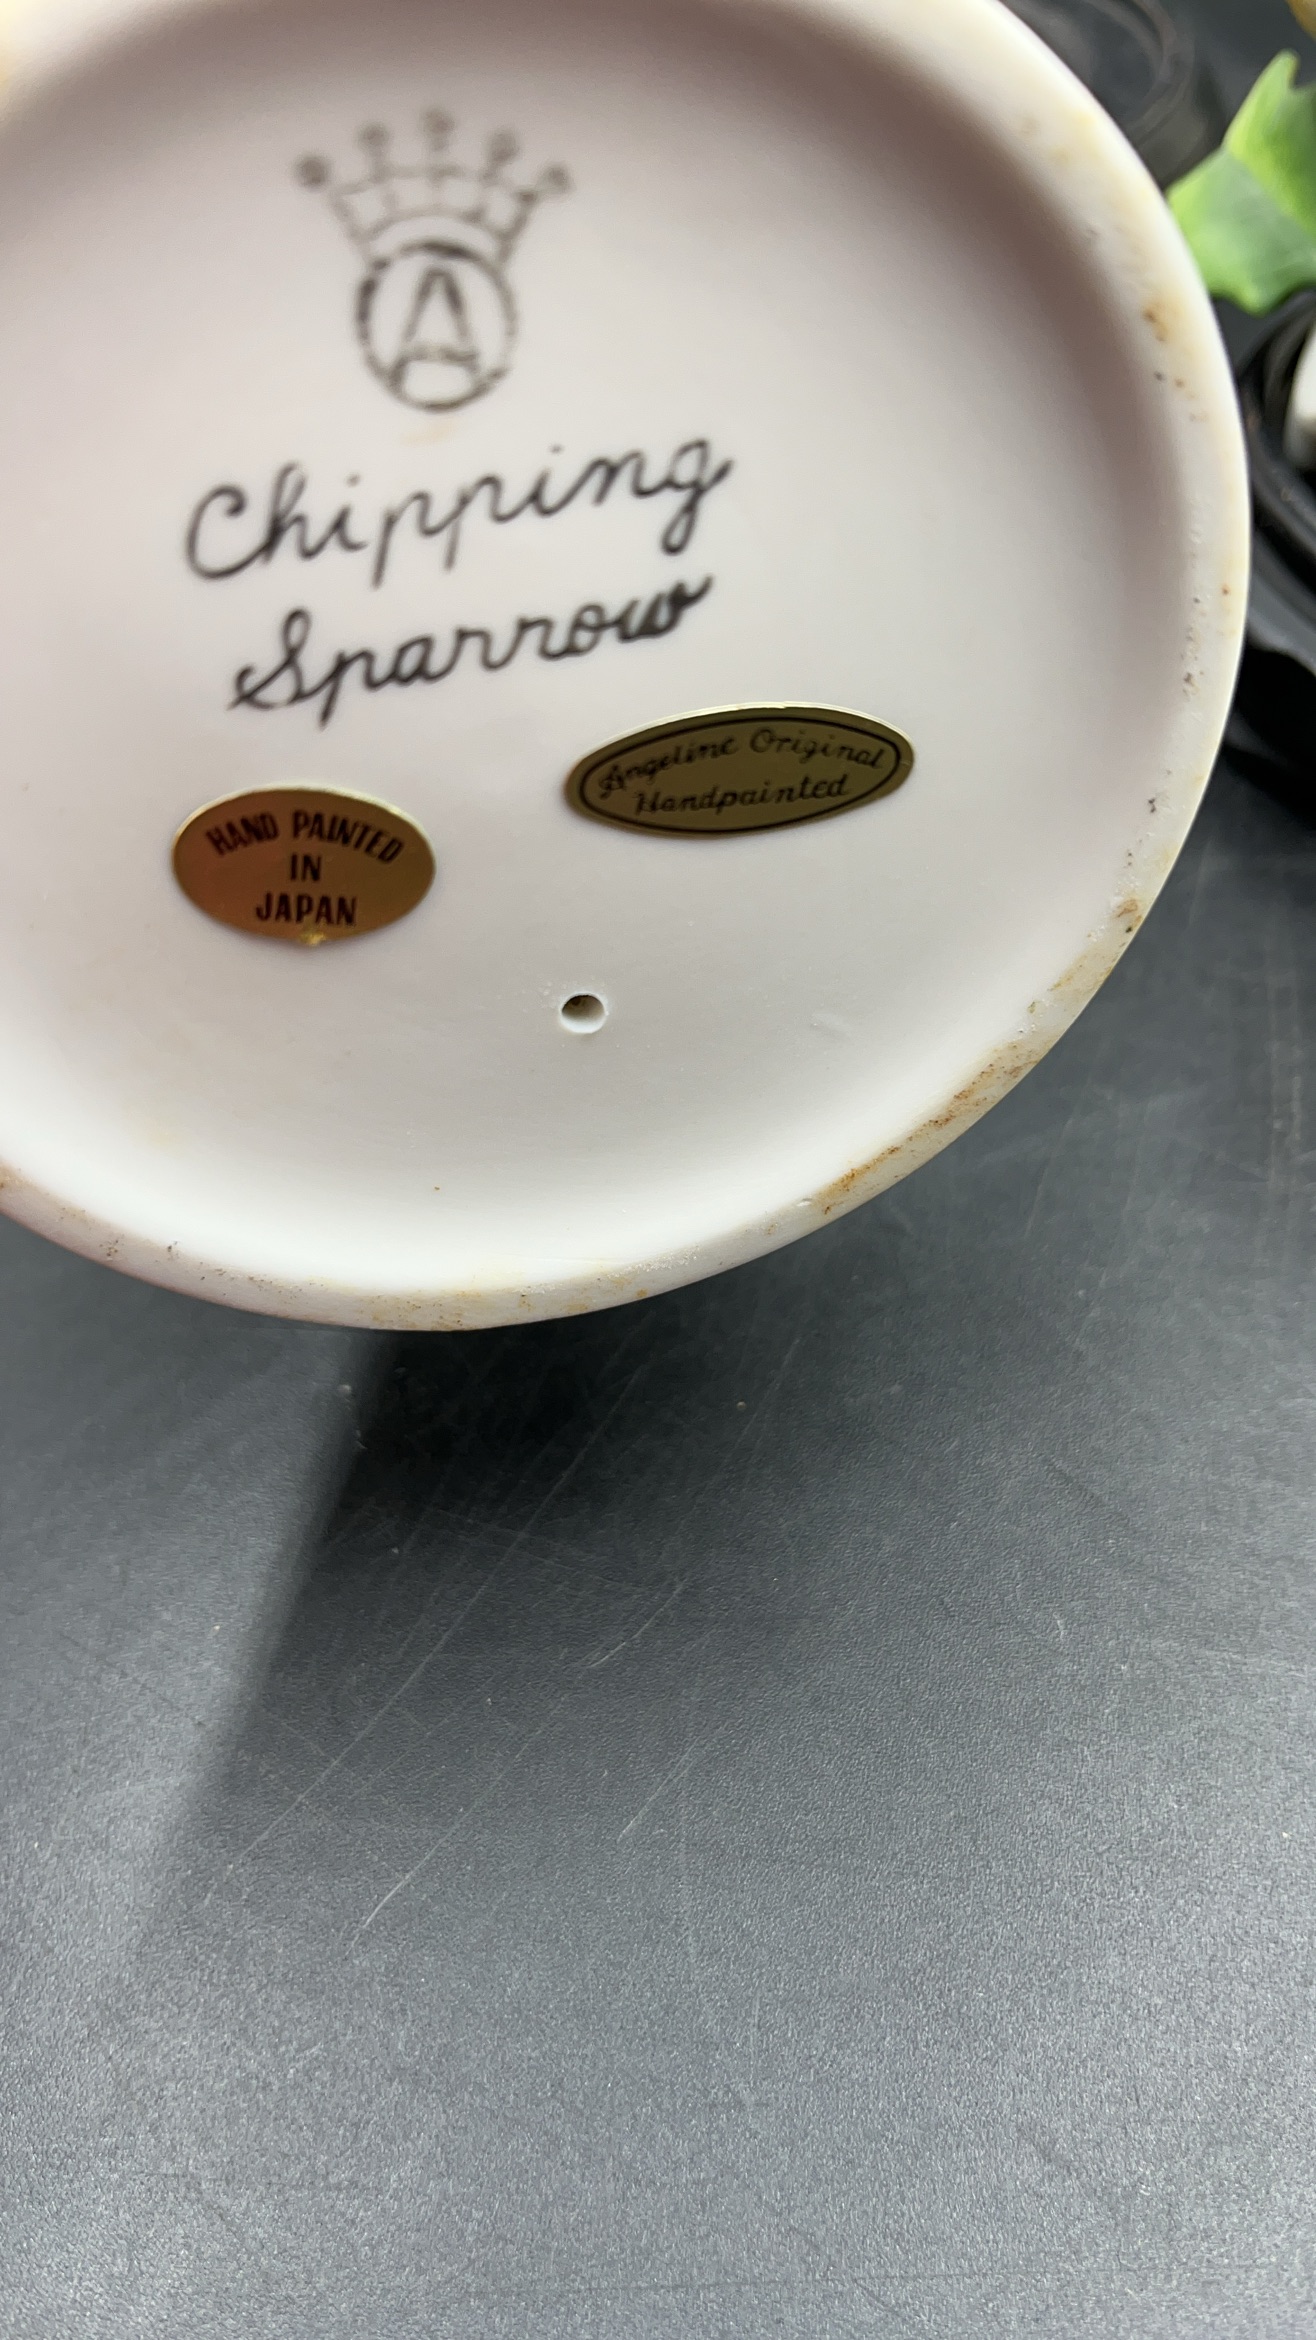 A
Chipping
Sparrow
Angeline Original
Handpainted
HAND PAINTED
IN
JAPAN